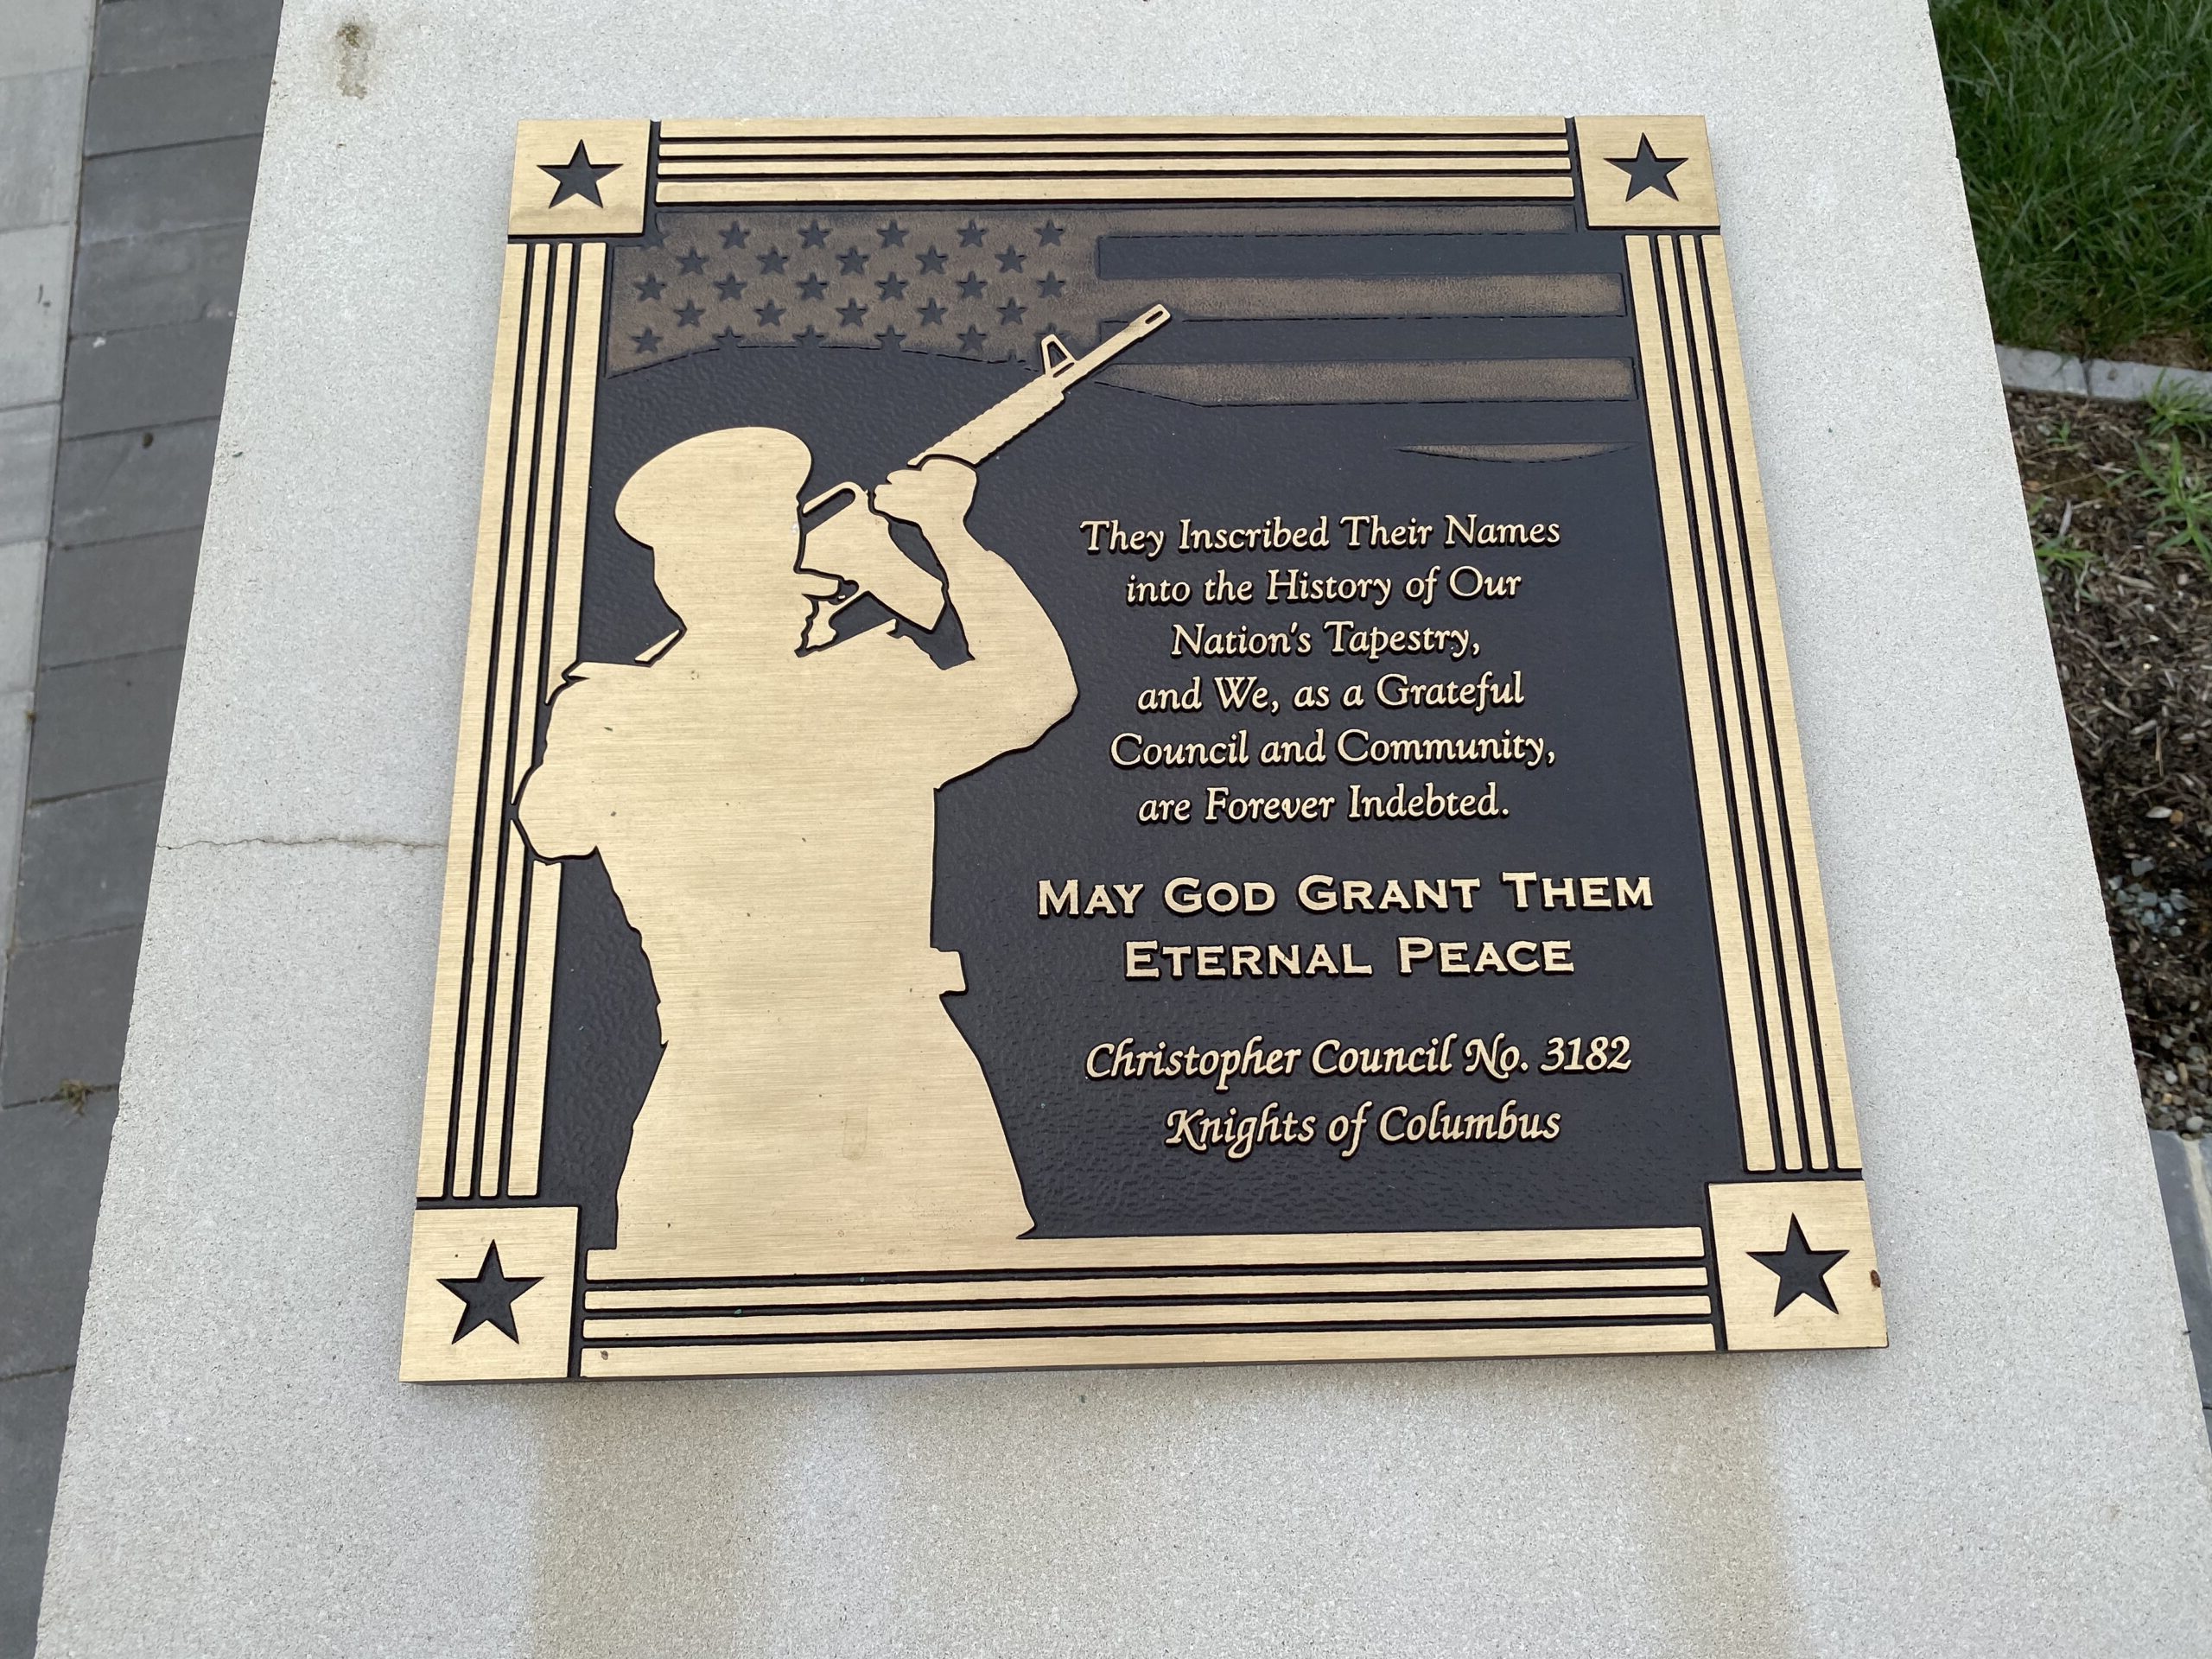 They Inscribed Their Names
into the History of Our
Nation's Tapestry,
and We, as a Grateful
Council and Community,
are Forever Indebted.
MAY GOD GRANT THEM
ETERNAL PEACE
Christopher Council No. 3182
Knights of Columbus